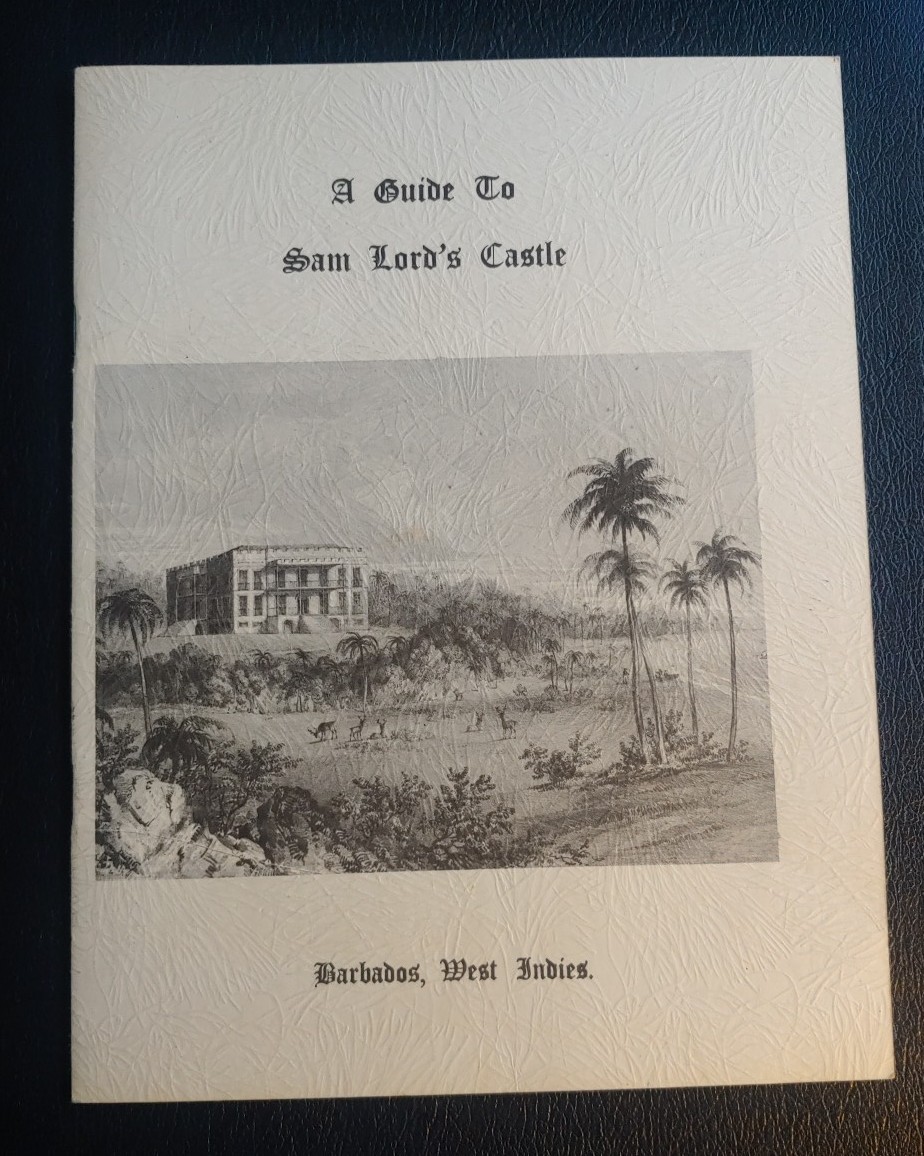 A Guide To
Sam Lord's Castle
Barbados, West Indies.